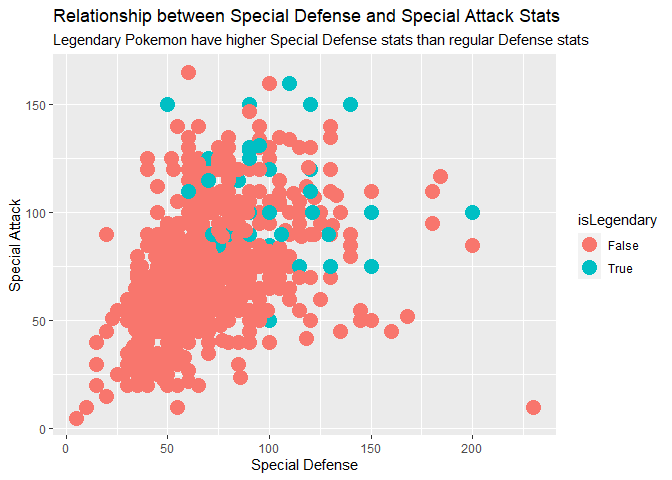 Relationship between Special Defense and Special Attack Stats
Legendary Pokemon have higher Special Defense stats than regular Defense stats
150
100
50
0
Special Attack
0 50 100 150 200
Special Defense
isLegendary
False
True